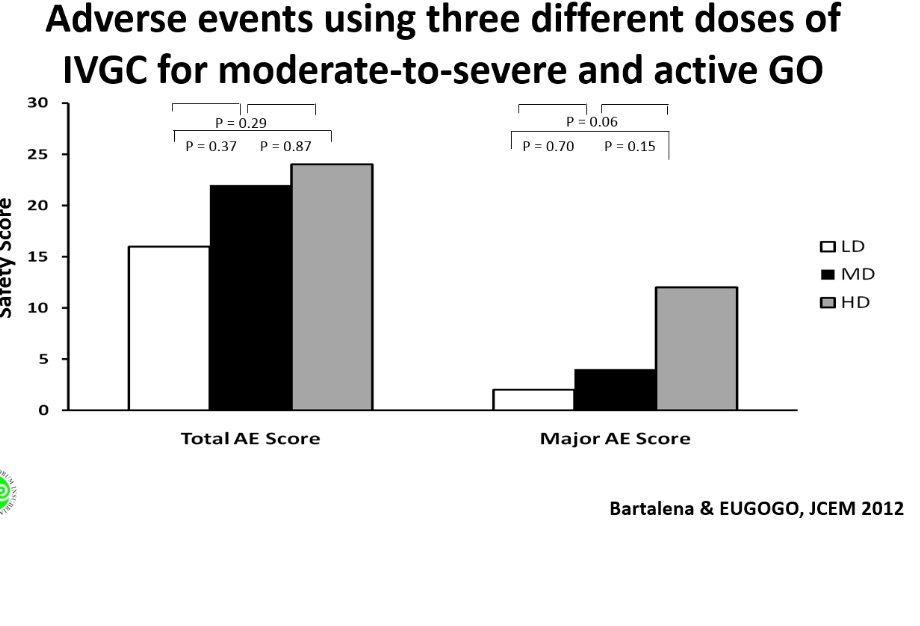 Adverse events using three different doses of
IVGC for moderate-to-severe and active GO
Safety Score
30
25
20
15
10
5
0
P = 0.29
P = 0.37 P = 0.87
P = 0.06
P = 0.70 P = 0.15
LD
MD
HD
Total AE Score
Major AE Score
Bartalena & EUGOGO, JCEM 2012